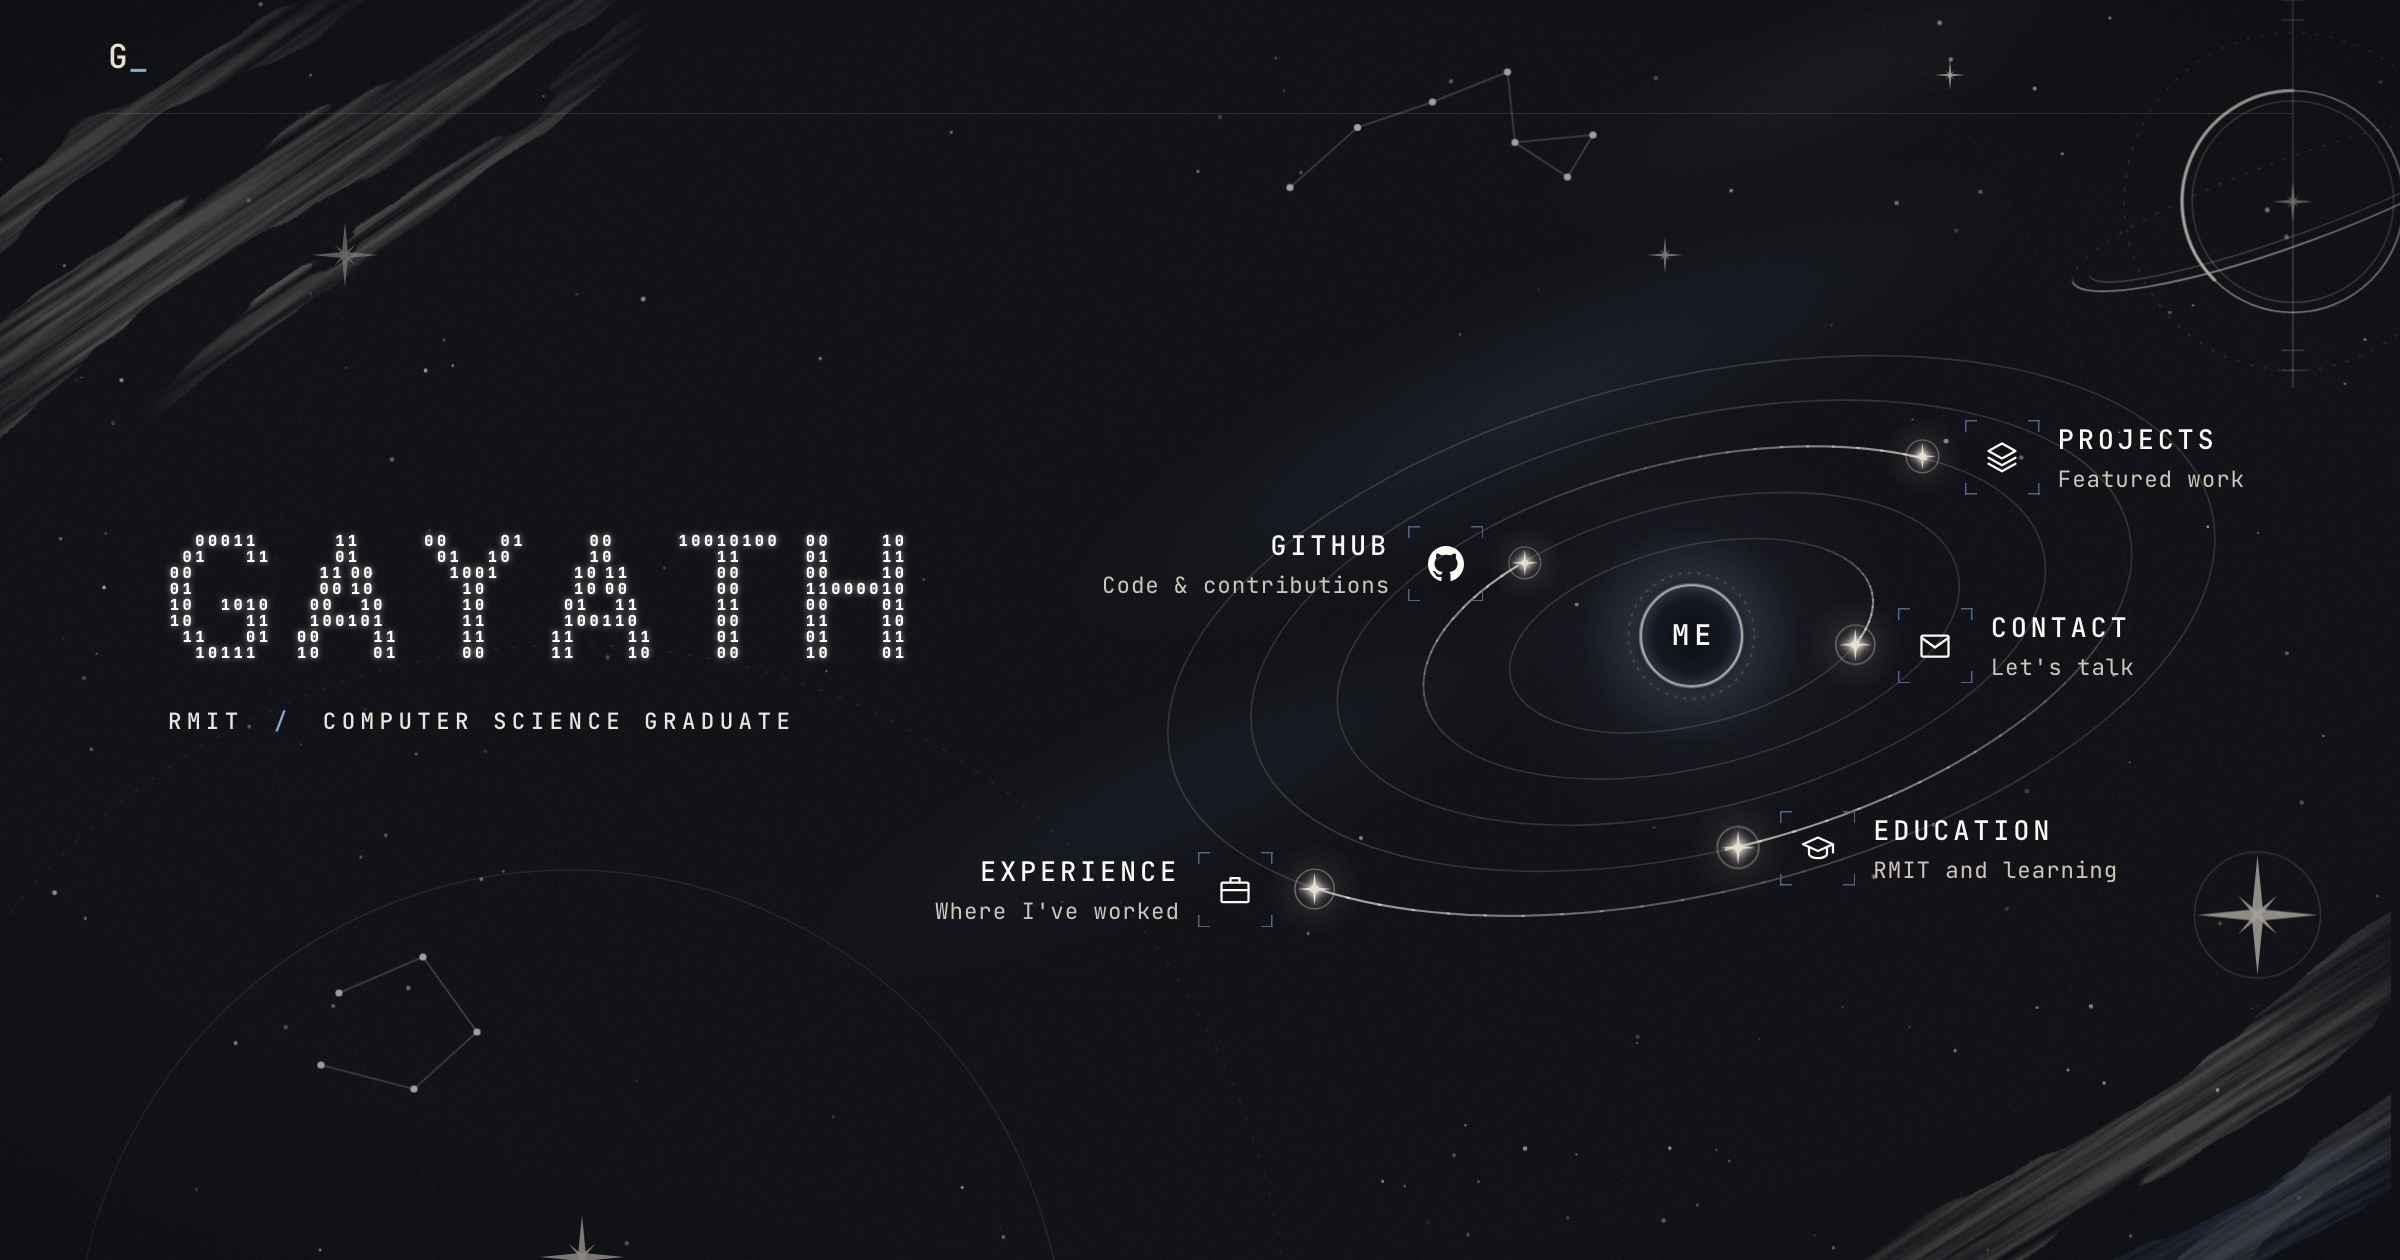 G_
PROJECTS
Featured work
GITHUB
Code & contributions
GAYATH
ME
CONTACT
Let's talk
RMIT / COMPUTER SCIENCE GRADUATE
EDUCATION
RMIT and learning
EXPERIENCE
Where I've worked